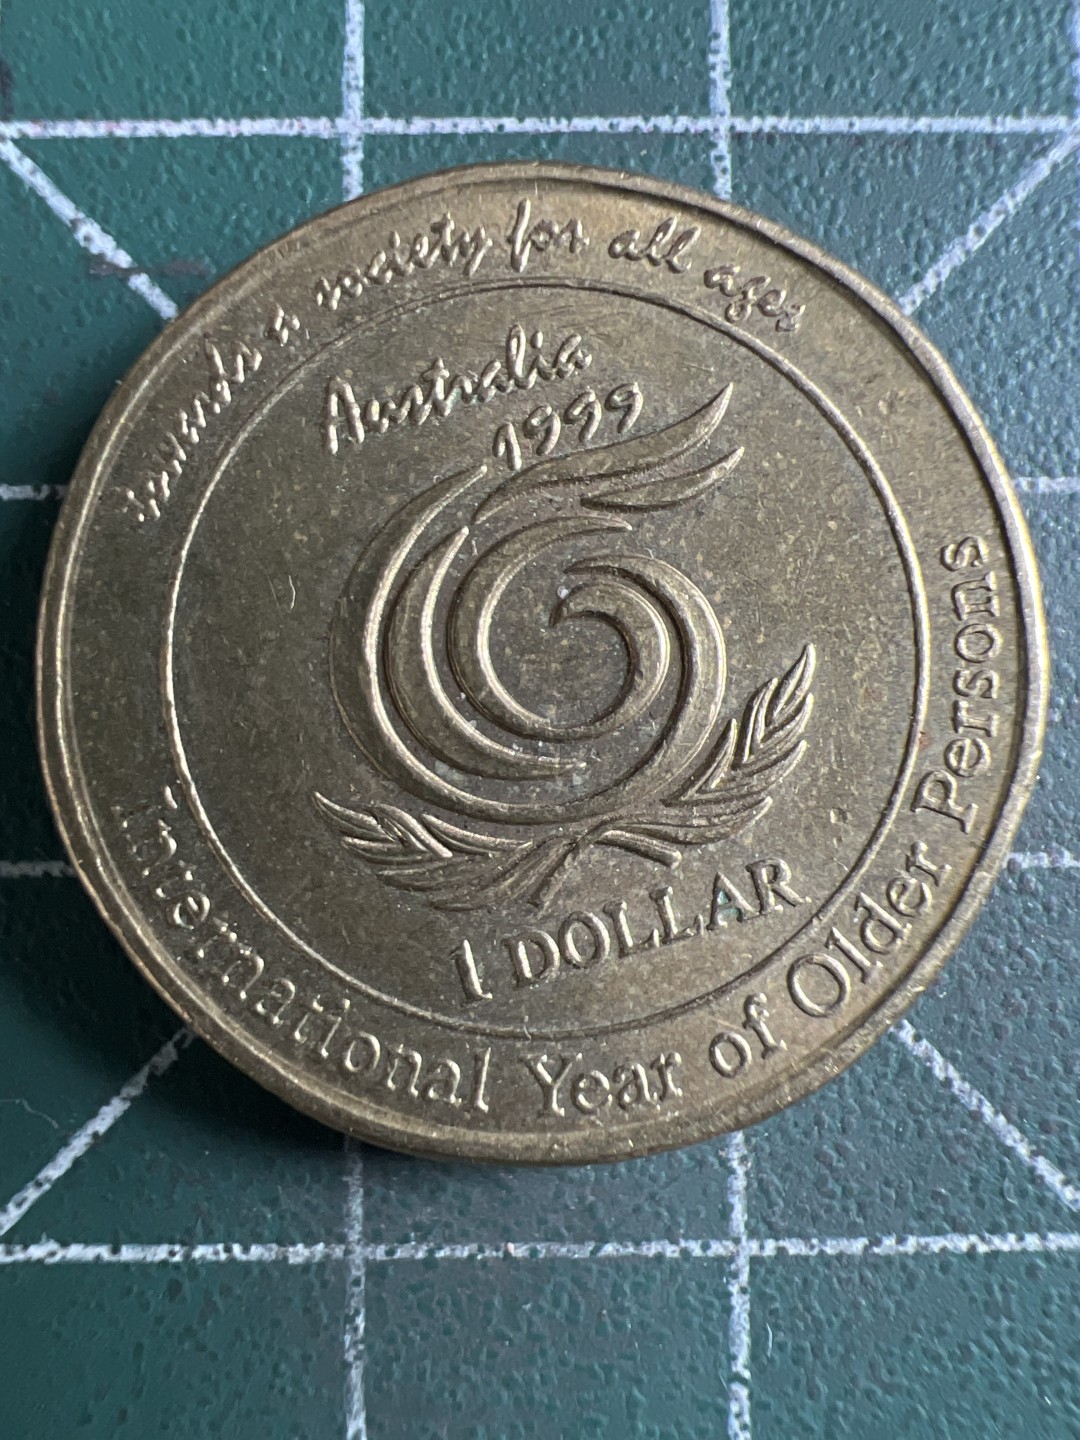 towards a society for all ages
Australia
1999
1 DOLLAR
International Year of Older Persons